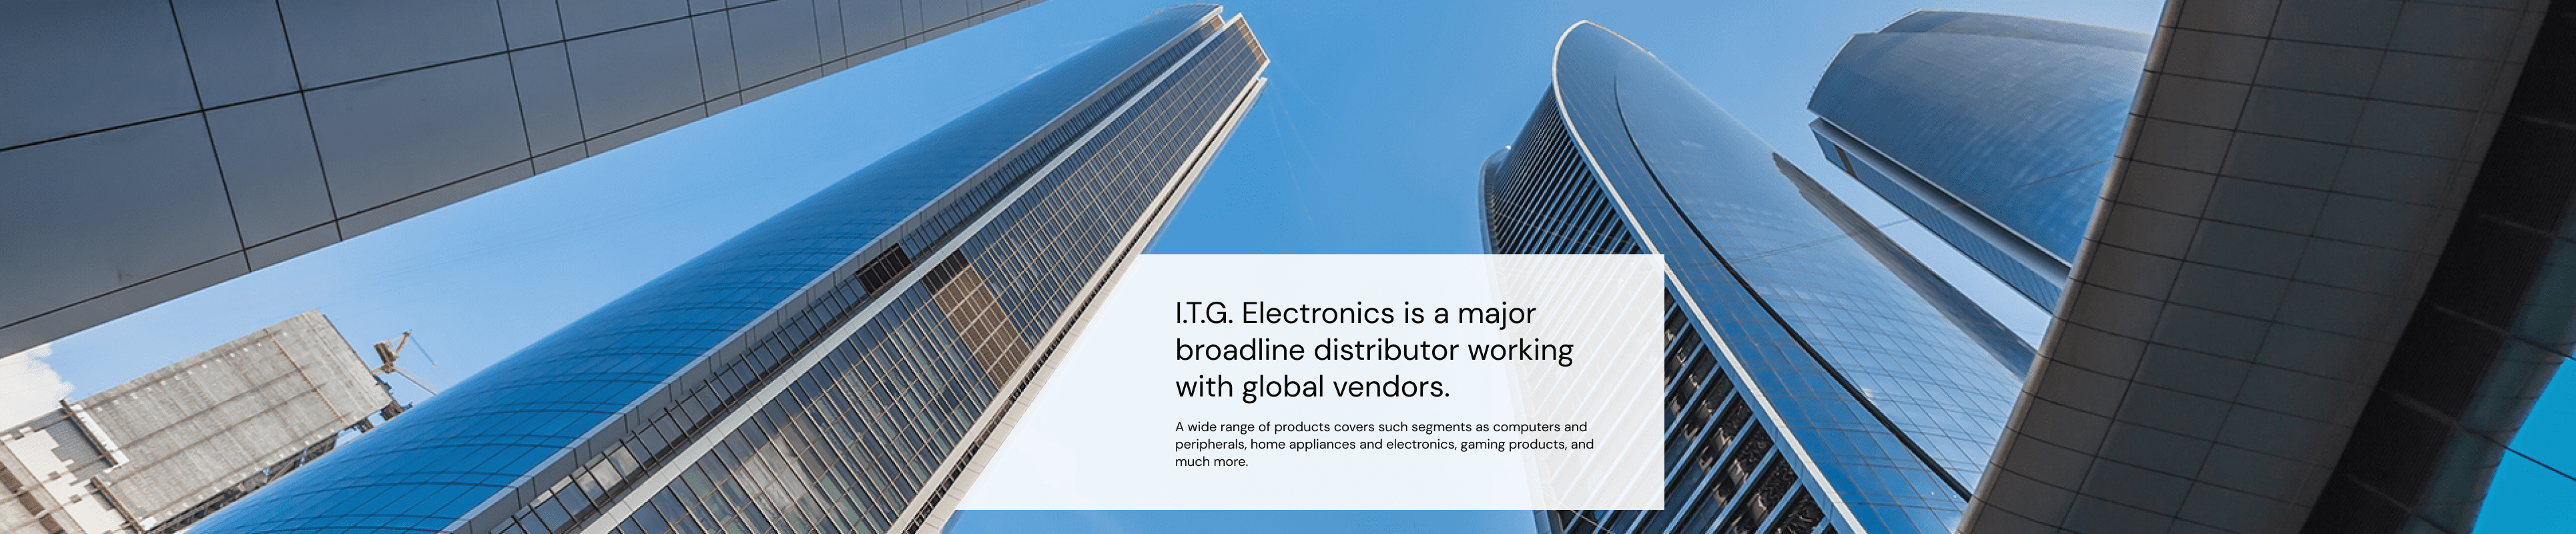 I.T.G. Electronics is a major
broadline distributor working
with global vendors.
A wide range of products covers such segments as computers and
peripherals, home appliances and electronics, gaming products, and
much more.